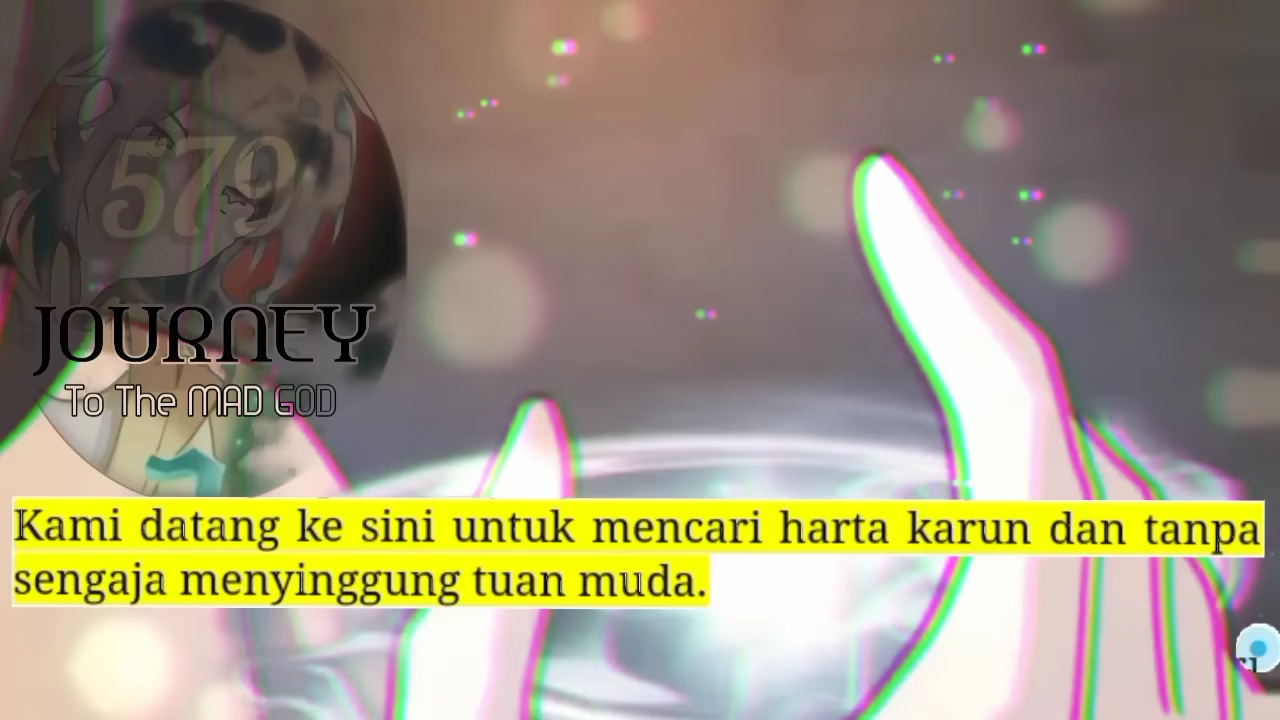 579
JOURNEY
To The MAD GOD
Kami datang ke sini untuk mencari harta karun dan tanpa
sengaja menyinggung tuan muda.